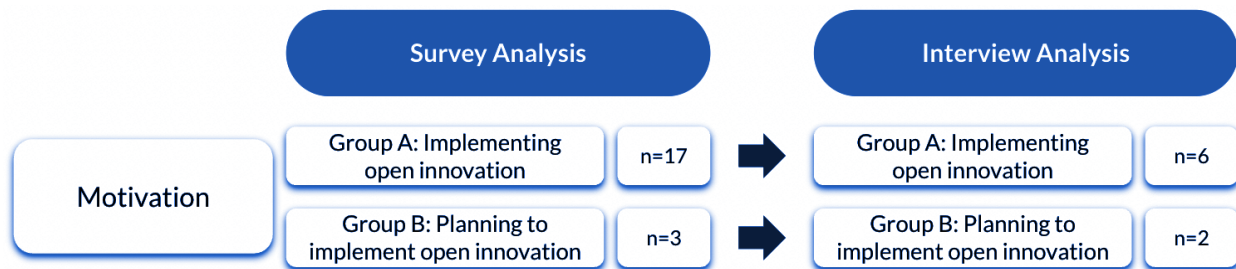 Survey Analysis
Interview Analysis
Motivation
Group A: Implementing
open innovation
n=17
Group A: Implementing
open innovation
n=6
Group B: Planning to
implement open innovation
n=3
Group B: Planning to
implement open innovation
n=2